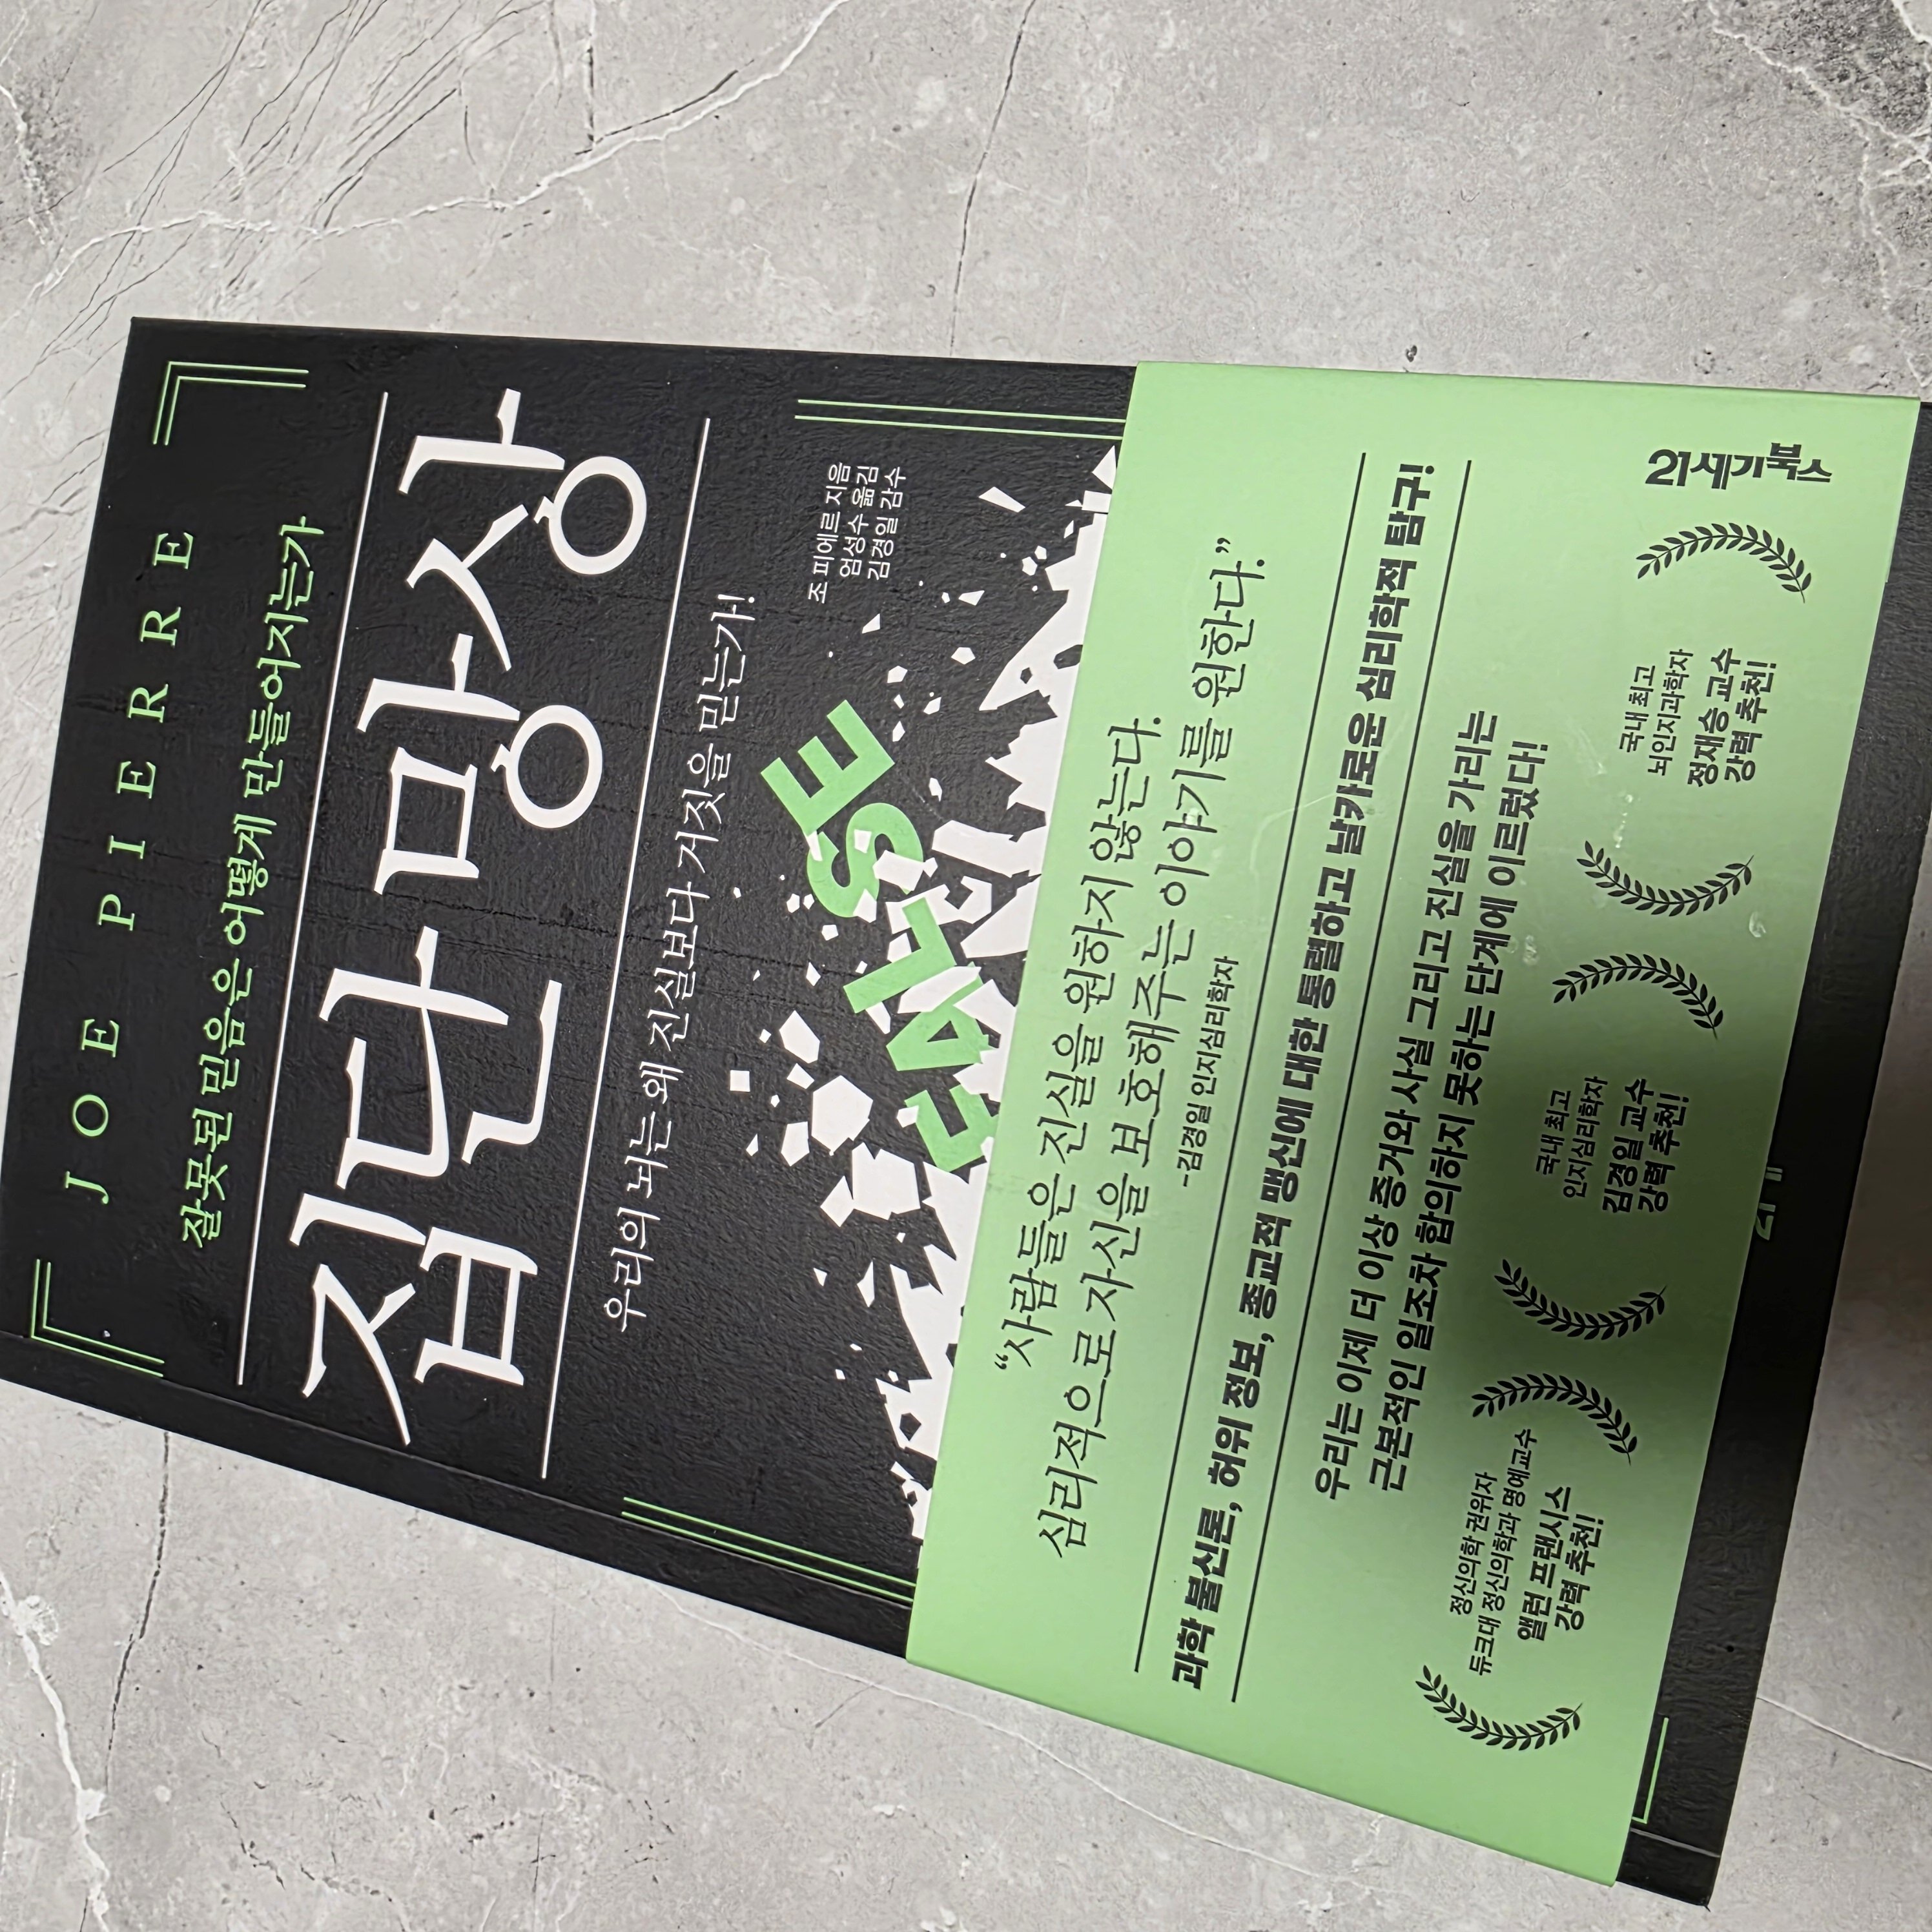 JOE PIERRE
잘못된 믿음은 어떻게 만들어지는가
집단 망상
우리의 뇌는 왜 진실보다 거짓을 믿는가!
조 피에르 지음
엄성수 옮김
김경일 감수
FALSE
“사람들은 진실을 원하지 않는다.
심리적으로 자신을 보호해주는 이야기를 원한다.”
-김경일 인지심리학자
과학 불신론, 허위 정보, 종교적 맹신에 대한 통렬하고 날카로운 심리학적 탐구!
우리는 이제 더 이상 증거와 사실 그리고 진실을 가리는
근본적인 일조차 합의하지 못하는 단계에 이르렀다!
정신의학 권위자
듀크대 정신의학과 명예교수
앨런 프랜시스
강력 추천!
국내 최고
인지심리학자
김경일 교수
강력 추천!
국내 최고
뇌인지과학자
정재승 교수
강력 추천!
21세기북스